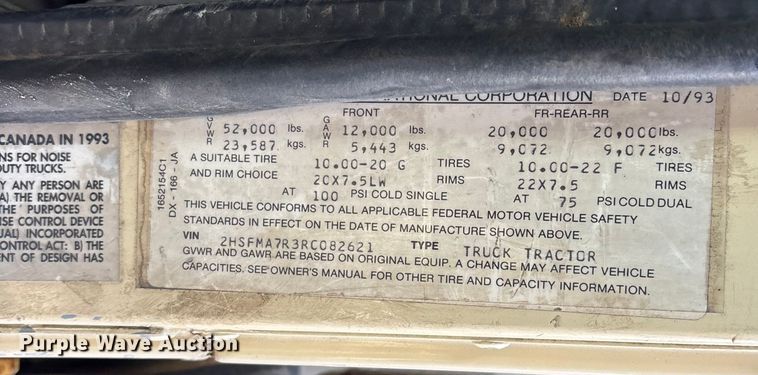 CANADA IN 1993
NS FOR NOISE
DUTY TRUCKS.
Y ANY PERSON ARE
A) THE REMOVAL OR
THE PURPOSES OF
ISE CONTROL DEVICE
UAL) INCORPORATED
ONTROL ACT: B) THE
ENT OF DESIGN HAS
1652154C1
DX - 166 - JA
NATIONAL CORPORATION DATE 10/93
FRONT FR-REAR-RR
GVWR 52,000 lbs. GAWR 12,000 lbs. 20,000 20,000 lbs.
23,587 kgs. 5,443 kgs. 9,072 9,072 kgs.
A SUITABLE TIRE 10.00-20 G TIRES 10.00-22 F TIRES
AND RIM CHOICE 20X7.5LW RIMS 22X7.5 RIMS
AT 100 PSI COLD SINGLE AT 75 PSI COLD DUAL
THIS VEHICLE CONFORMS TO ALL APPLICABLE FEDERAL MOTOR VEHICLE SAFETY
STANDARDS IN EFFECT ON THE DATE OF MANUFACTURE SHOWN ABOVE.
VIN 2HSFMA7R3RC082621 TYPE TRUCK TRACTOR
GVWR AND GAWR ARE BASED ON ORIGINAL EQUIP. A CHANGE MAY AFFECT VEHICLE
CAPACITIES. SEE OWNER'S MANUAL FOR OTHER TIRE AND CAPACITY INFORMATION.
Purple Wave Auction